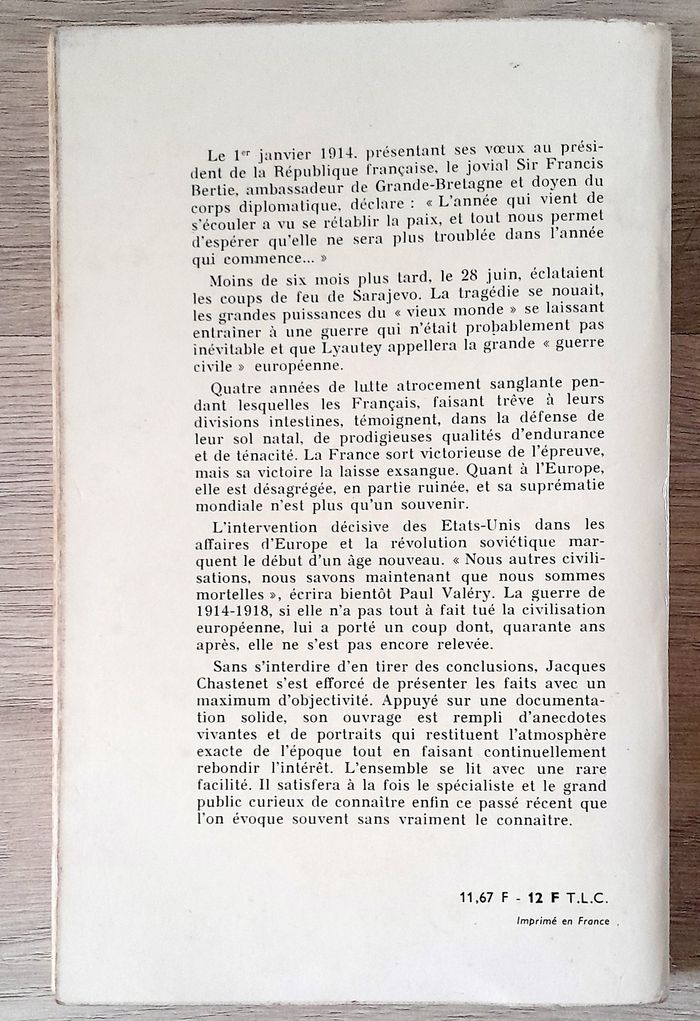 Le 1er janvier 1914, présentant ses vœux au prési-
dent de la République française, le jovial Sir Francis
Bertie, ambassadeur de Grande-Bretagne et doyen du
corps diplomatique, déclare : « L'année qui vient de
s'écouler a vu se rétablir la paix, et tout nous permet
d'espérer qu'elle ne sera plus troublée dans l'année
qui commence... »
Moins de six mois plus tard, le 28 juin, éclataient
les coups de feu de Sarajevo. La tragédie se nouait,
les grandes puissances du « vieux monde » se laissant
entraîner à une guerre qui n'était probablement pas
inévitable et que Lyautey appellera la grande « guerre
civile » européenne.
Quatre années de lutte atrocement sanglante pen-
dant lesquelles les Français, faisant trêve à leurs
divisions intestines, témoignent, dans la défense de
leur sol natal, de prodigieuses qualités d'endurance
et de ténacité. La France sort victorieuse de l'épreuve,
mais sa victoire la laisse exsangue. Quant à l'Europe,
elle est désagrégée, en partie ruinée, et sa suprématie
mondiale n'est plus qu'un souvenir.
L'intervention décisive des Etats-Unis dans les
affaires d'Europe et la révolution soviétique mar-
quent le début d'un âge nouveau. « Nous autres civili-
sations, nous savons maintenant que nous sommes
mortelles », écrira bientôt Paul Valéry. La guerre de
1914-1918, si elle n'a pas tout à fait tué la civilisation
européenne, lui a porté un coup dont, quarante ans
après, elle ne s'est pas encore relevée.
Sans s'interdire d'en tirer des conclusions, Jacques
Chastenet s'est efforcé de présenter les faits avec un
maximum d'objectivité. Appuyé sur une documenta-
tion solide, son ouvrage est rempli d'anecdotes
vivantes et de portraits qui restituent l'atmosphère
exacte de l'époque tout en faisant continuellement
rebondir l'intérêt. L'ensemble se lit avec une rare
facilité. Il satisfera à la fois le spécialiste et le grand
public curieux de connaître enfin ce passé récent que
l'on évoque souvent sans vraiment le connaître.
11,67 F - 12 F T.L.C.
Imprimé en France